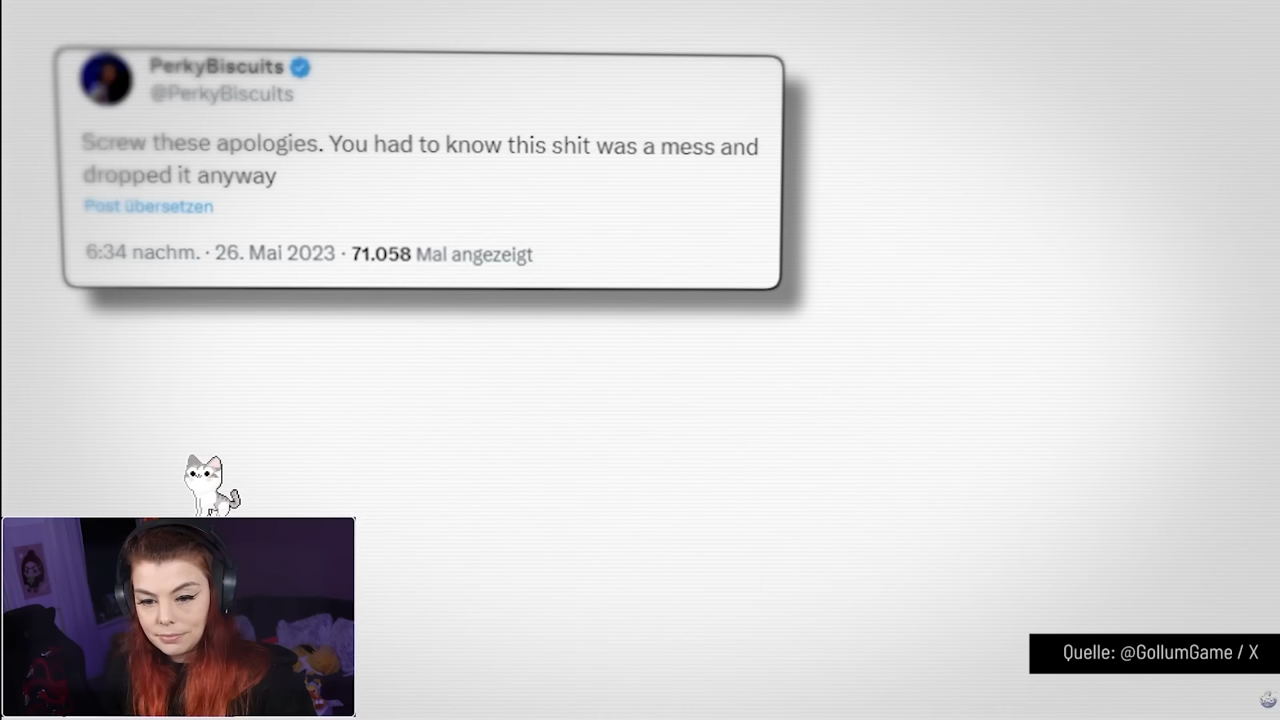 PerkyBiscuits
@PerkyBiscuits
Screw these apologies. You had to know this shit was a mess and
dropped it anyway
Post übersetzen
6:34 nachm. · 26. Mai 2023 · 71.058 Mal angezeigt
Quelle: @GollumGame / X